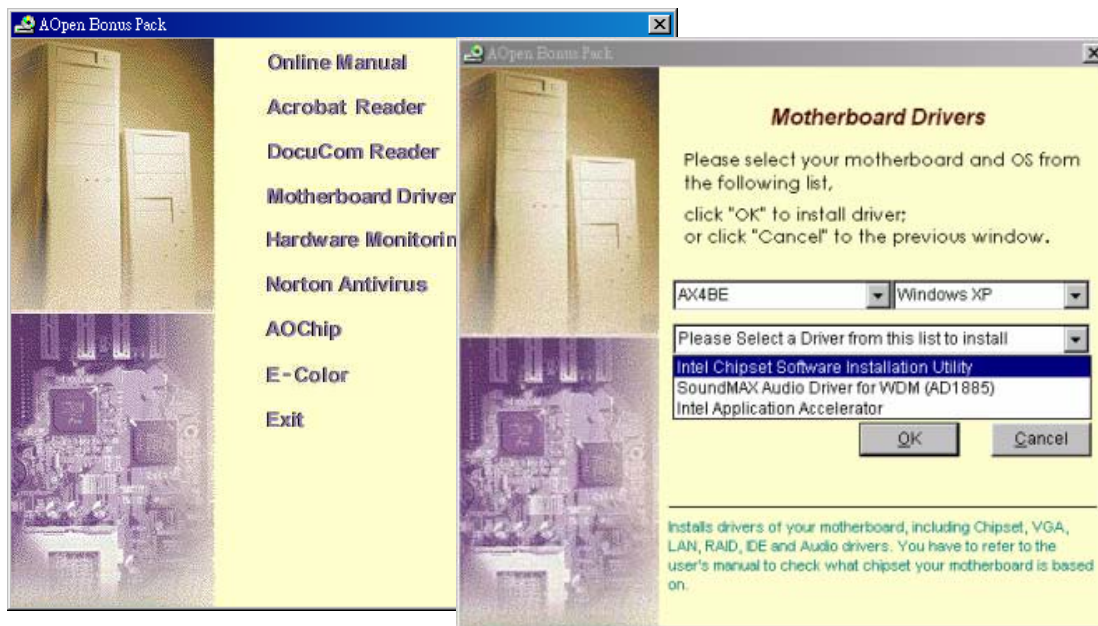 AOpen Bonus Pack
Online Manual
Acrobat Reader
DocuCom Reader
Motherboard Driver
Hardware Monitorin
Norton Antivirus
AOChip
E-Color
Exit
AOpen Bonus Pack
Motherboard Drivers
Please select your motherboard and OS from
the following list,
click "OK" to install driver;
or click "Cancel" to the previous window.
AX4BE
Windows XP
Please Select a Driver from this list to install
Intel Chipset Software Installation Utility
SoundMAX Audio Driver for WDM (AD1885)
Intel Application Accelerator
OK
Cancel
Installs drivers of your motherboard, including Chipset, VGA,
LAN, RAID, IDE and Audio drivers. You have to refer to the
user's manual to check what chipset your motherboard is based
on.